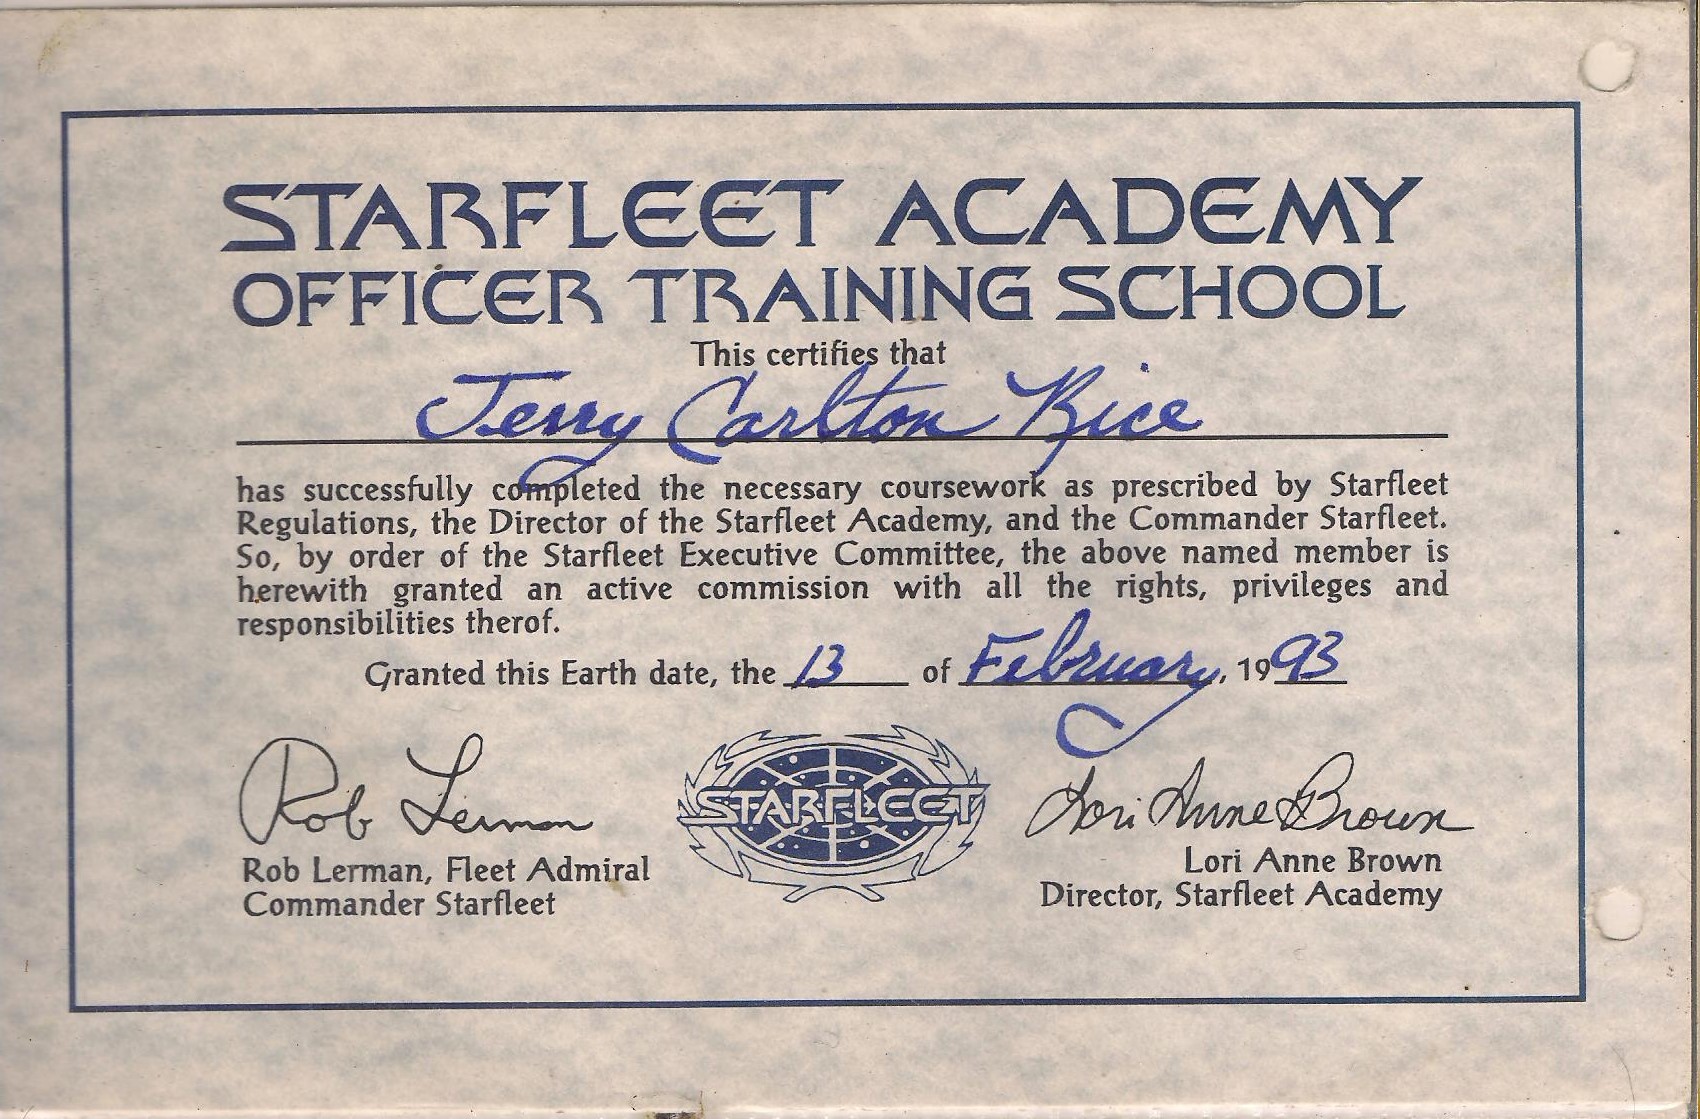 STARFLEET ACADEMY
OFFICER TRAINING SCHOOL
This certifies that
Jerry Carlton Rice
has successfully completed the necessary coursework as prescribed by Starfleet
Regulations, the Director of the Starfleet Academy, and the Commander Starfleet.
So, by order of the Starfleet Executive Committee, the above named member is
herewith granted an active commission with all the rights, privileges and
responsibilities therof.
Granted this Earth date, the 13 of February, 1993
Rob Lerman
Rob Lerman, Fleet Admiral
Commander Starfleet
STARFLEET
Lori Anne Brown
Lori Anne Brown
Director, Starfleet Academy